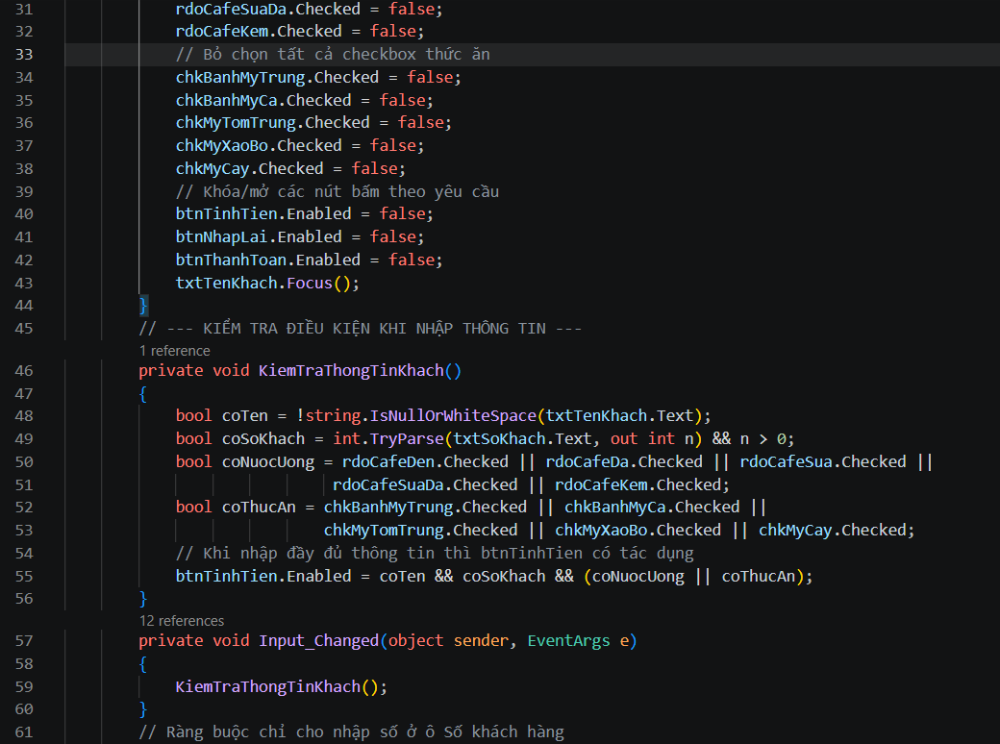 31 rdoCafeSuaDa.Checked = false;
32 rdoCafeKem.Checked = false;
33 // Bỏ chọn tất cả checkbox thức ăn
34 chkBanhMyTrung.Checked = false;
35 chkBanhMyCa.Checked = false;
36 chkMyTomTrung.Checked = false;
37 chkMyXaoBo.Checked = false;
38 chkMyCay.Checked = false;
39 // Khóa/mở các nút bấm theo yêu cầu
40 btnTinhTien.Enabled = false;
41 btnNhapLai.Enabled = false;
42 btnThanhToan.Enabled = false;
43 txtTenKhach.Focus();
44 }
45 // --- KIỂM TRA ĐIỀU KIỆN KHI NHẬP THÔNG TIN ---
1 reference
46 private void KiemTraThongTinKhach()
47 {
48 bool coTen = !string.IsNullOrWhiteSpace(txtTenKhach.Text);
49 bool coSoKhach = int.TryParse(txtSoKhach.Text, out int n) && n > 0;
50 bool coNuocUong = rdoCafeDen.Checked || rdoCafeDa.Checked || rdoCafeSua.Checked ||
51 rdoCafeSuaDa.Checked || rdoCafeKem.Checked;
52 bool coThucAn = chkBanhMyTrung.Checked || chkBanhMyCa.Checked ||
53 chkMyTomTrung.Checked || chkMyXaoBo.Checked || chkMyCay.Checked;
54 // Khi nhập đầy đủ thông tin thì btnTinhTien có tác dụng
55 btnTinhTien.Enabled = coTen && coSoKhach && (coNuocUong || coThucAn);
56 }
12 references
57 private void Input_Changed(object sender, EventArgs e)
58 {
59 KiemTraThongTinKhach();
60 }
61 // Ràng buộc chỉ cho nhập số ở ô Số khách hàng